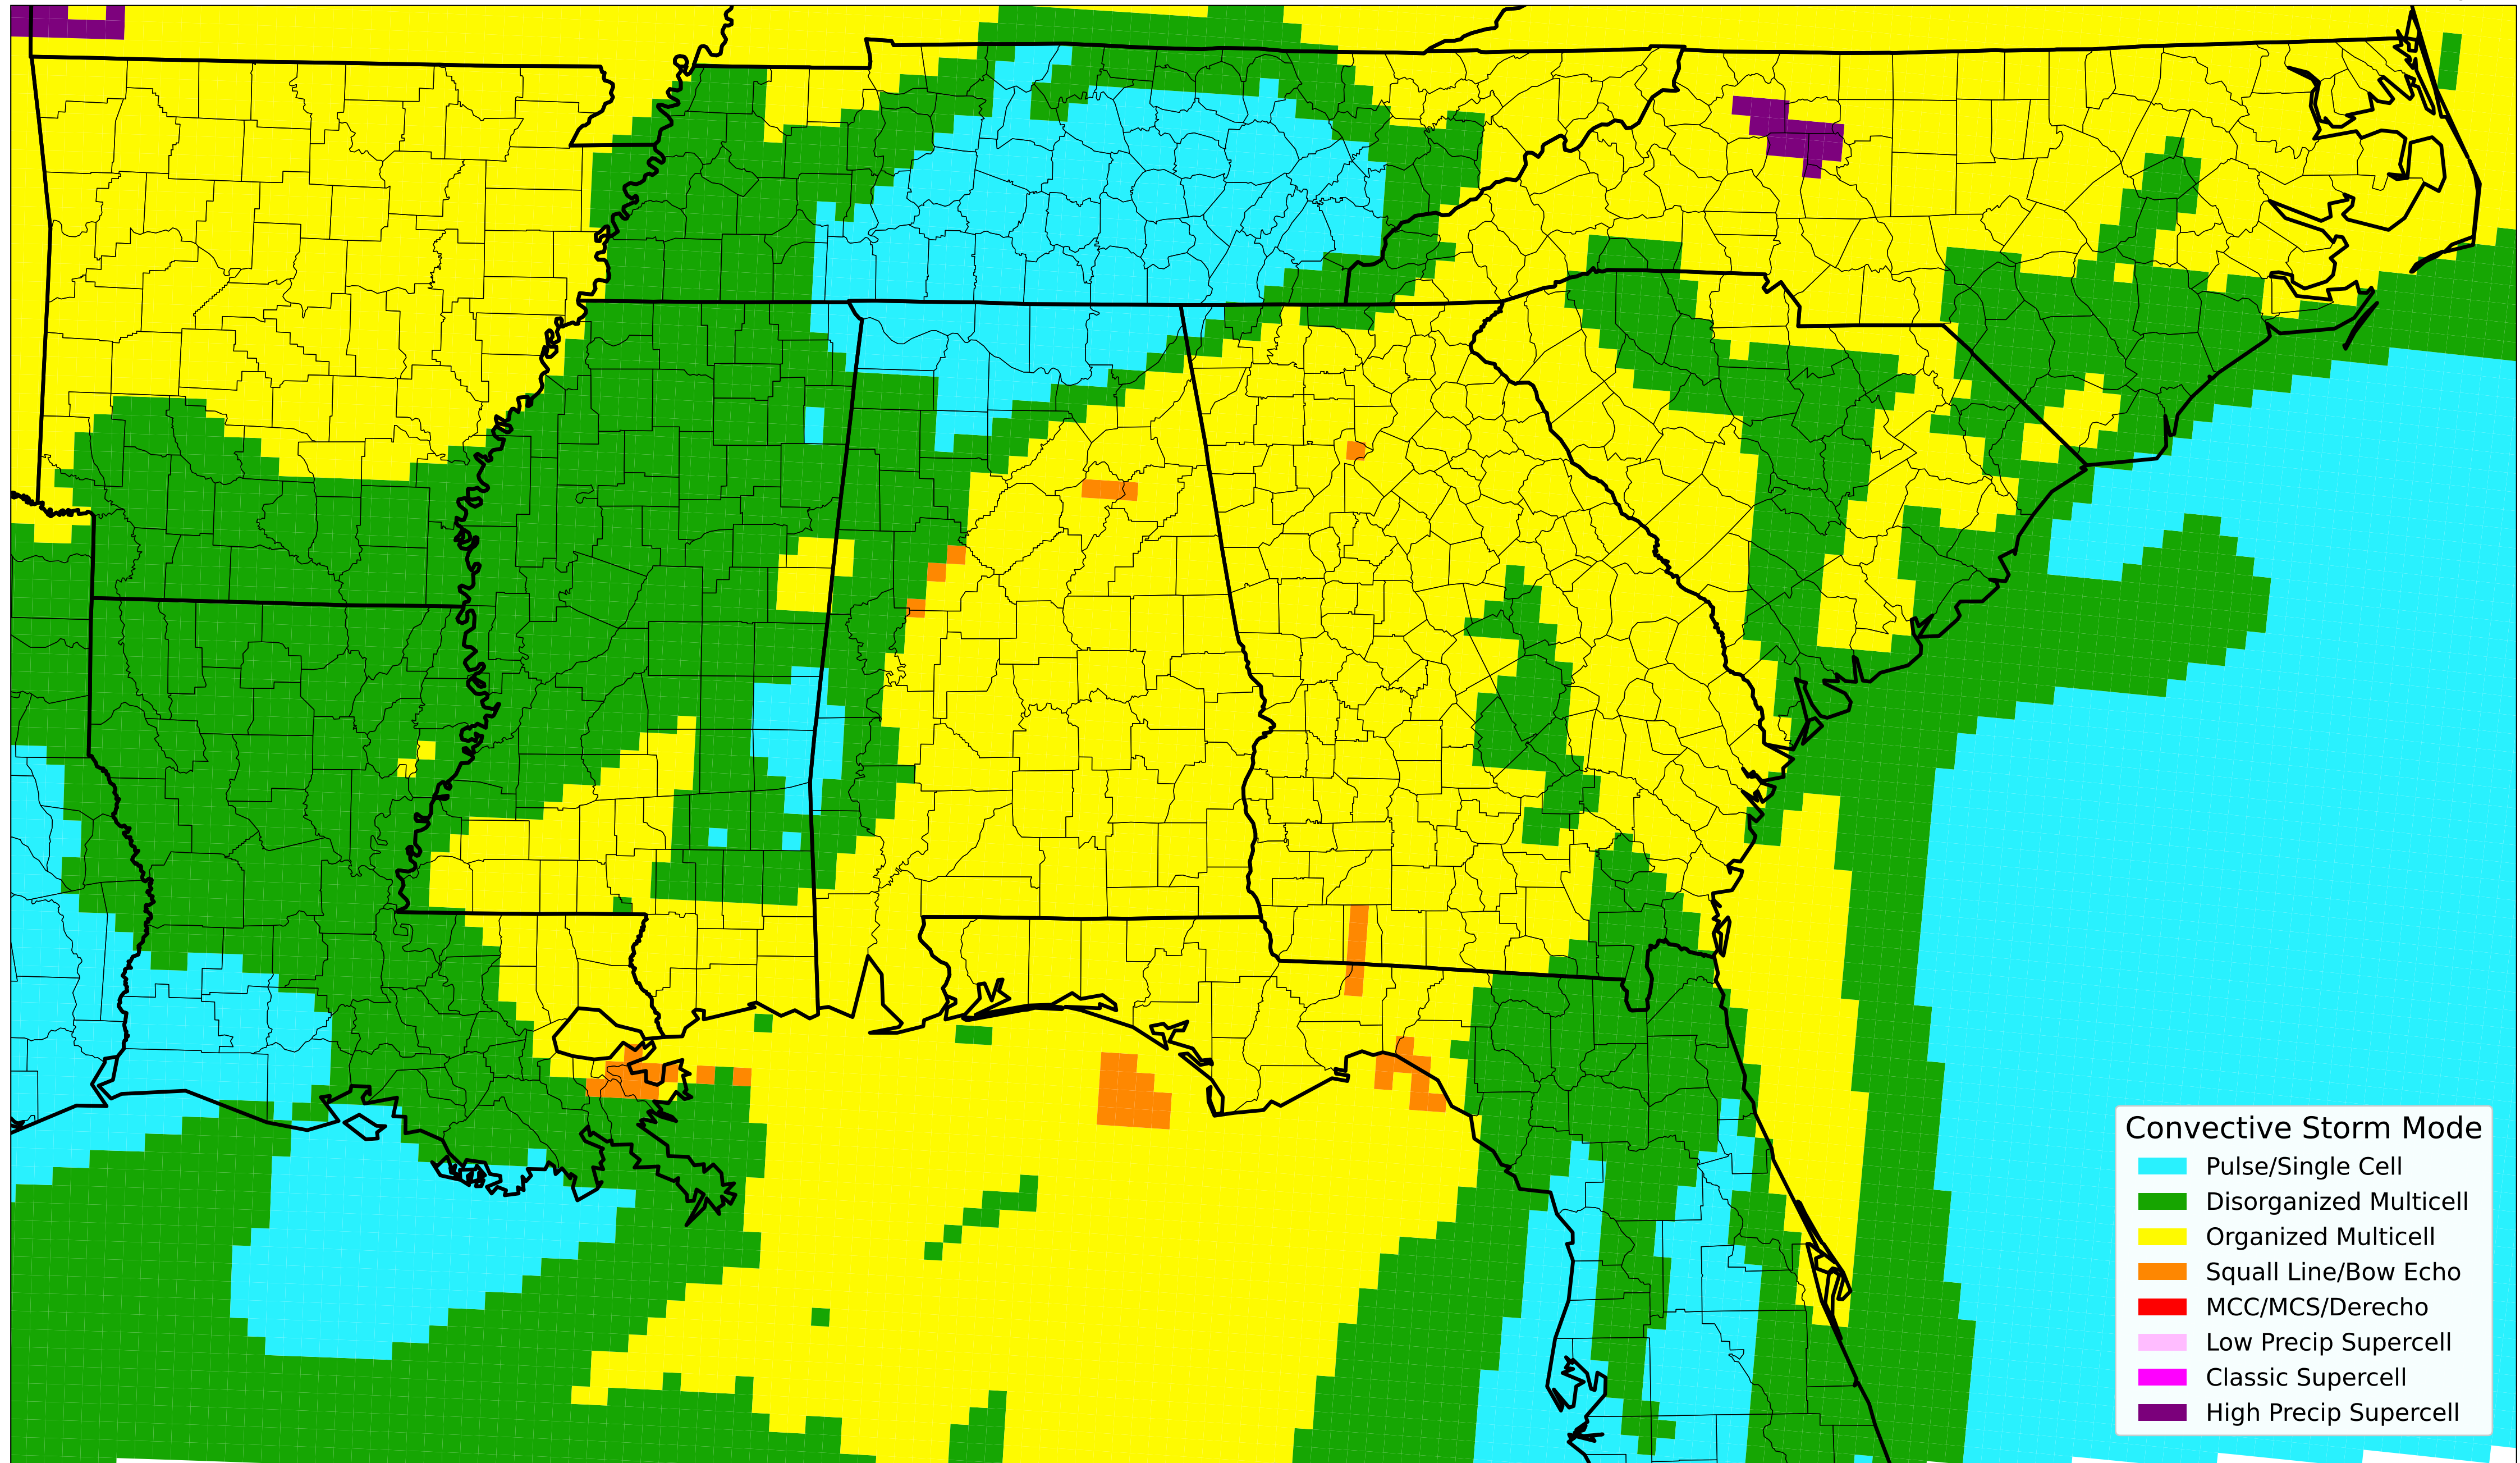 Convective Storm Mode
Pulse/Single Cell
Disorganized Multicell
Organized Multicell
Squall Line/Bow Echo
MCC/MCS/Derecho
Low Precip Supercell
Classic Supercell
High Precip Supercell